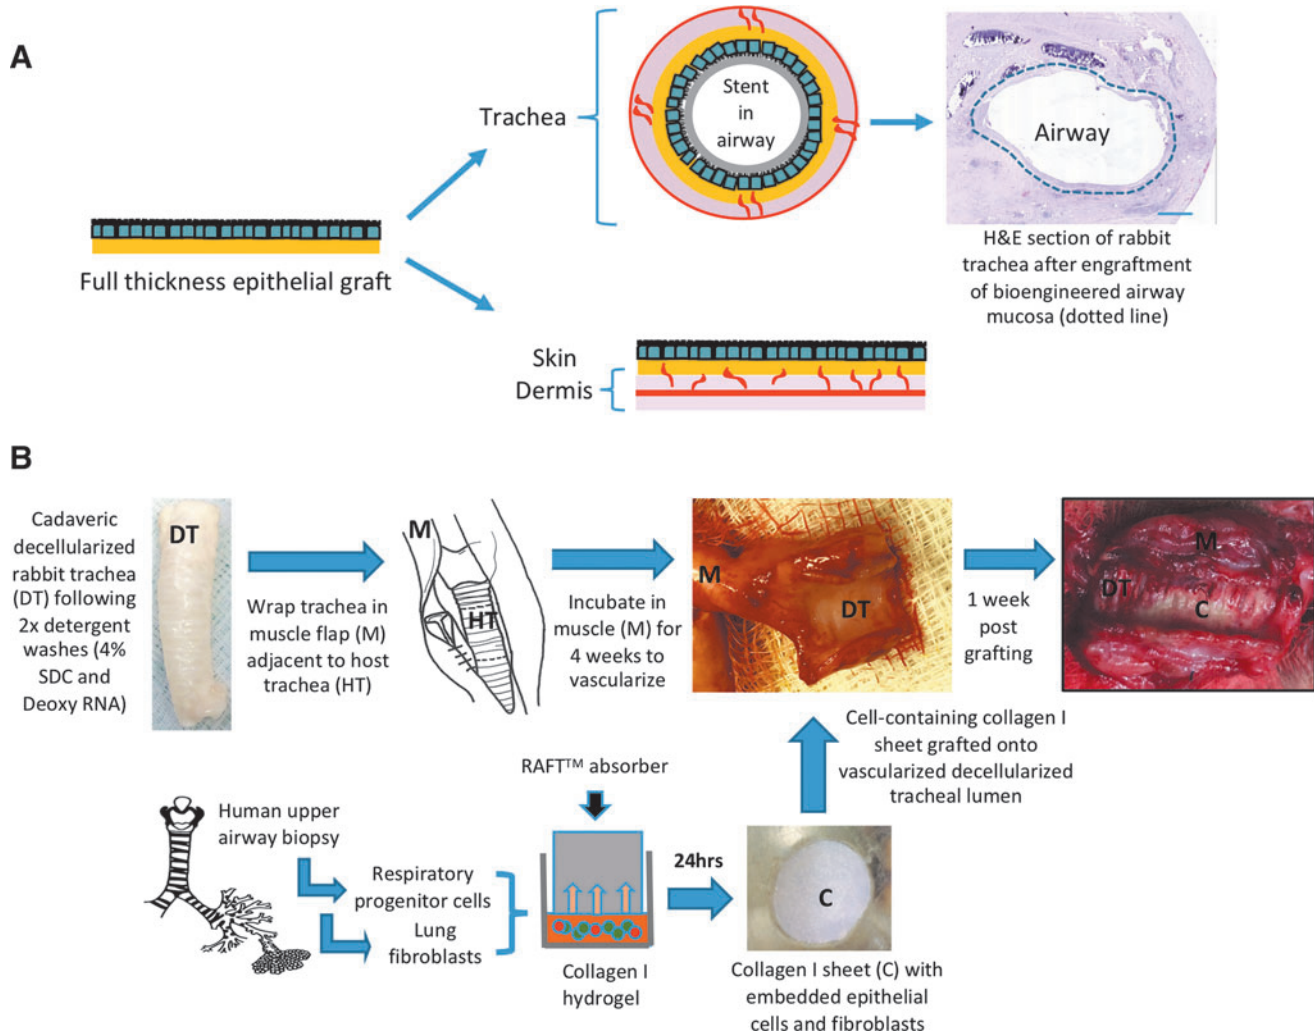 A
Trachea
Stent
in
airway
Airway
H&E section of rabbit
trachea after engraftment
of bioengineered airway
mucosa (dotted line)
Full thickness epithelial graft
Skin
Dermis
B
Cadaveric
decellularized
rabbit trachea
(DT) following
2x detergent
washes (4%
SDC and
Deoxy RNA)
DT
Wrap trachea in
muscle flap (M)
adjacent to host
trachea (HT)
M
HT
Incubate in
muscle (M) for
4 weeks to
vascularize
M
DT
1 week
post
grafting
M
DT
C
Cell-containing collagen I
sheet grafted onto
vascularized decellularized
tracheal lumen
Human upper
airway biopsy
Respiratory
progenitor cells
Lung
fibroblasts
RAFT™ absorber
Collagen I
hydrogel
24hrs
C
Collagen I sheet (C) with
embedded epithelial
cells and fibroblasts